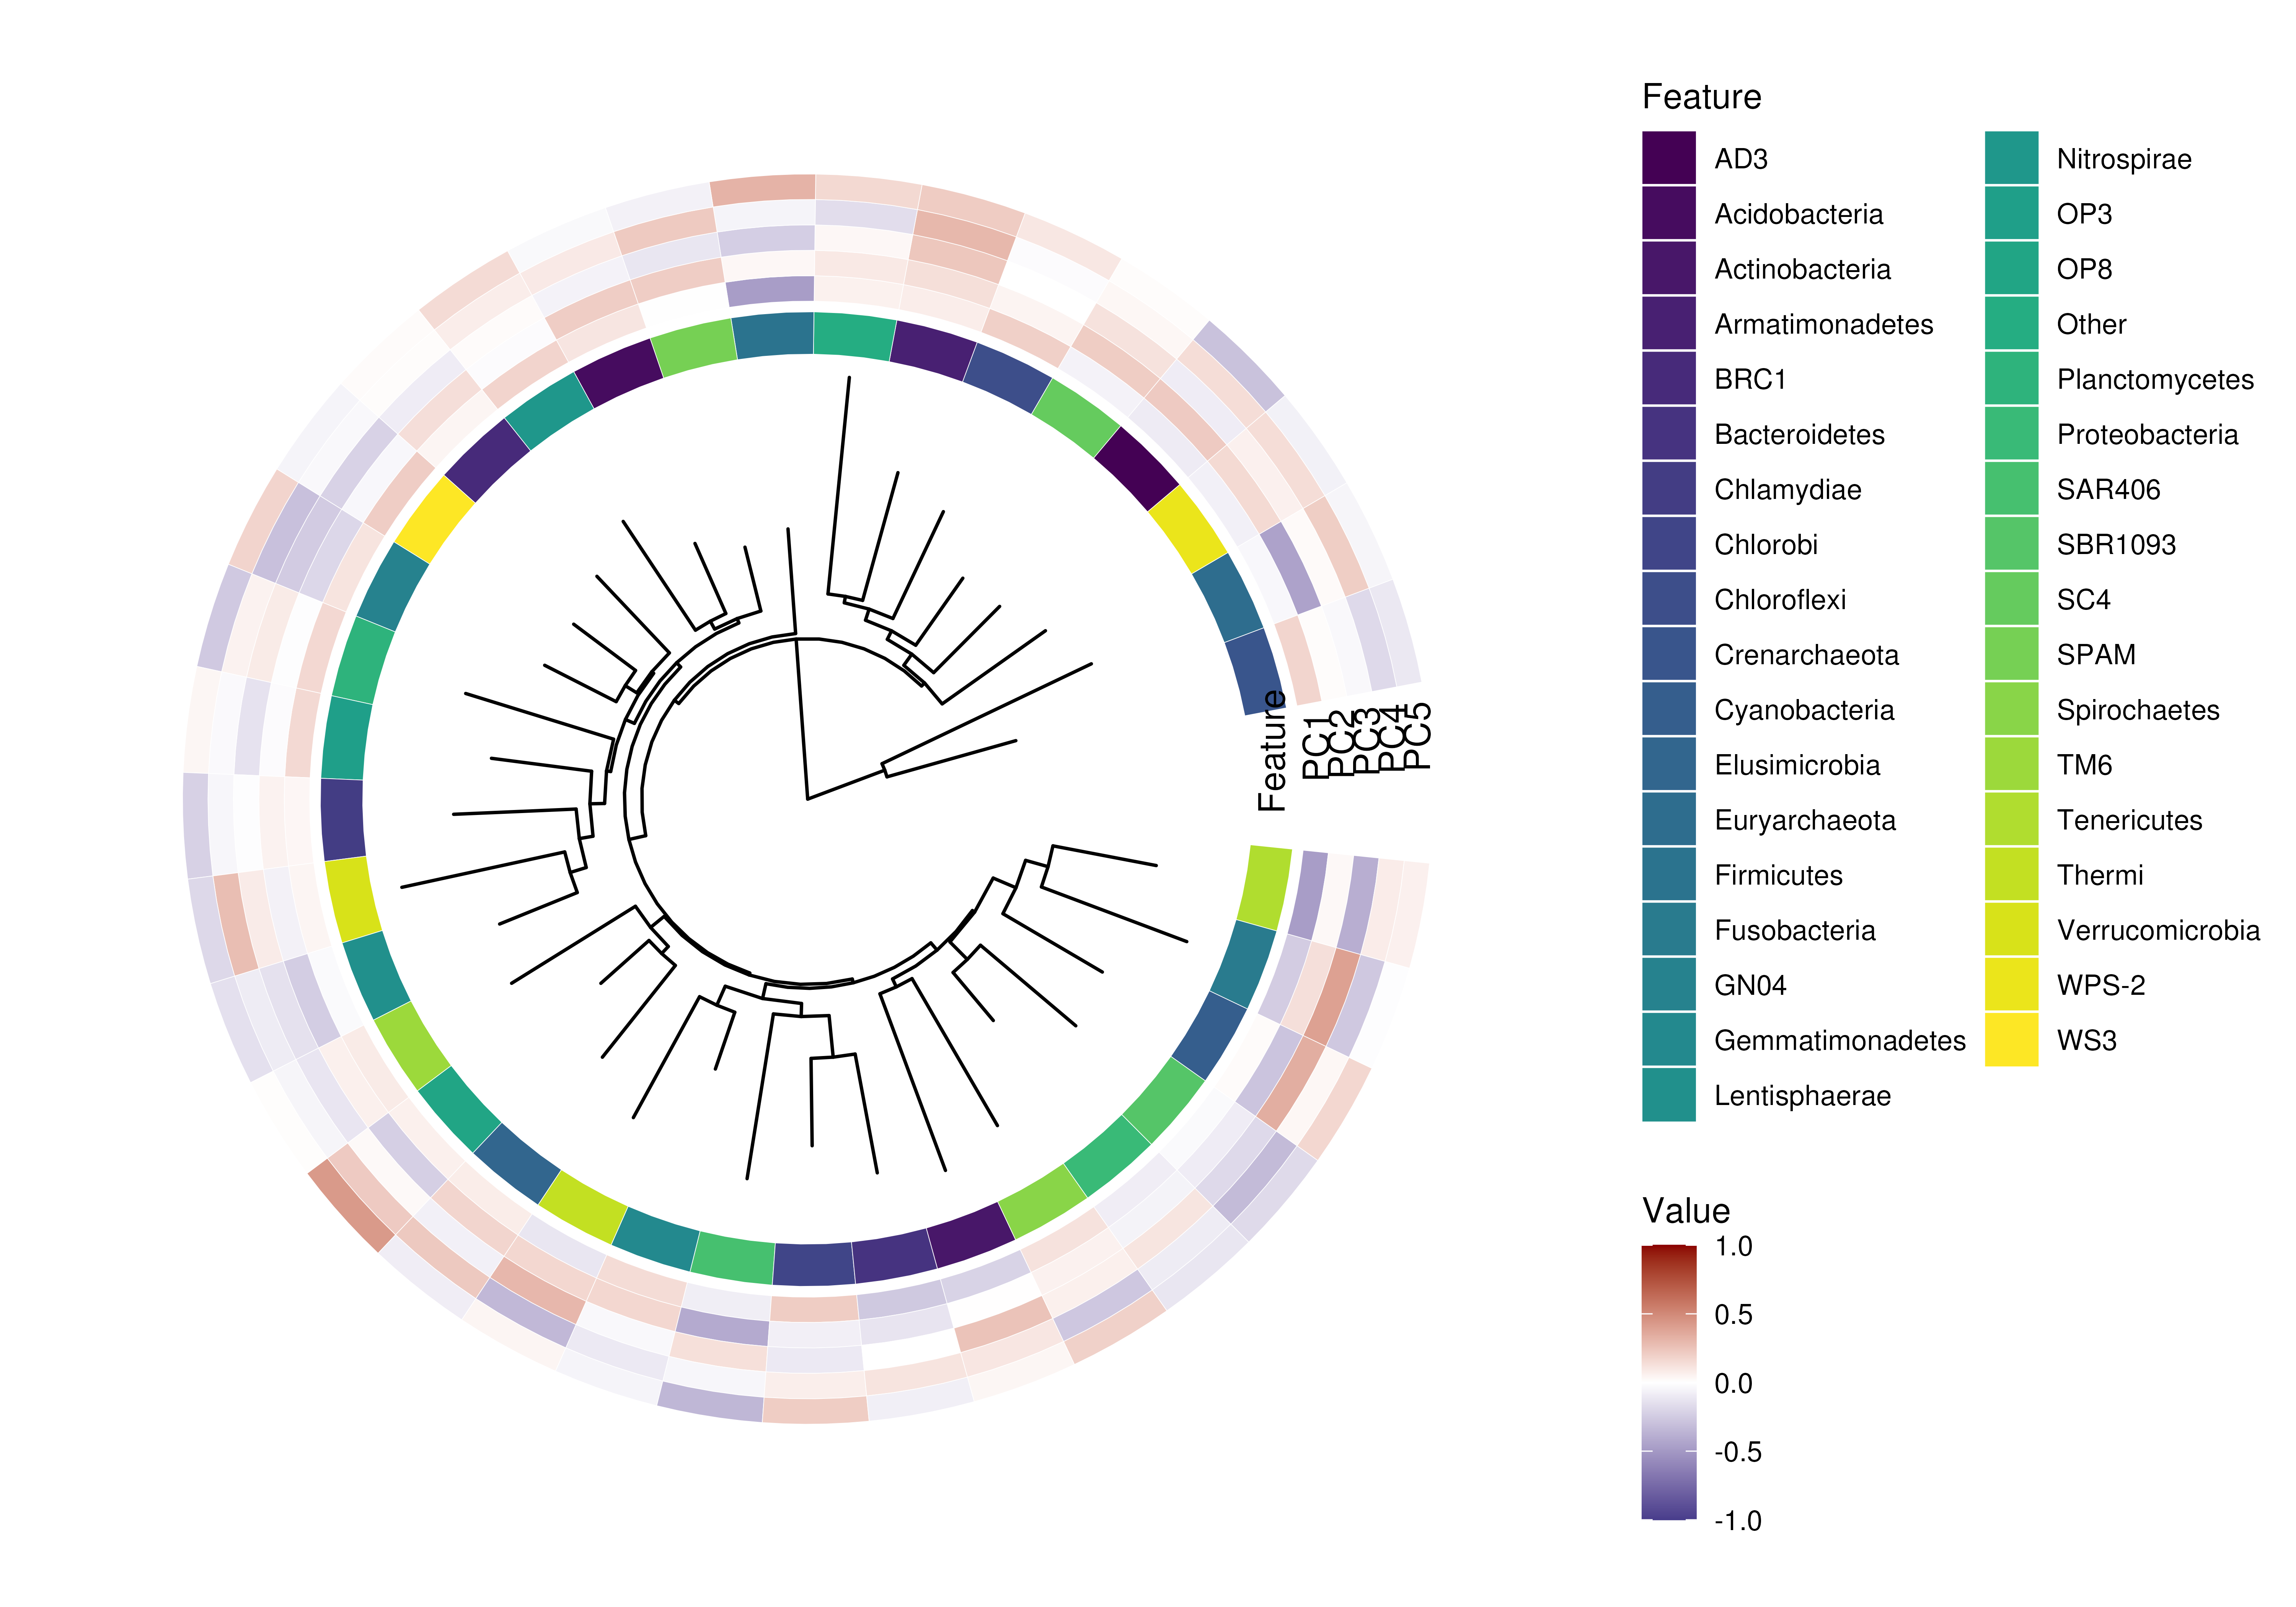 Feature
AD3
Acidobacteria
Actinobacteria
Armatimonadetes
BRC1
Bacteroidetes
Chlamydiae
Chlorobi
Chloroflexi
Crenarchaeota
Cyanobacteria
Elusimicrobia
Euryarchaeota
Firmicutes
Fusobacteria
GN04
Gemmatimonadetes
Lentisphaerae
Nitrospirae
OP3
OP8
Other
Planctomycetes
Proteobacteria
SAR406
SBR1093
SC4
SPAM
Spirochaetes
TM6
Tenericutes
Thermi
Verrucomicrobia
WPS-2
WS3
Feature
PC1
PC2
PC3
PC4
PC5
Value
1.0
0.5
0.0
-0.5
-1.0